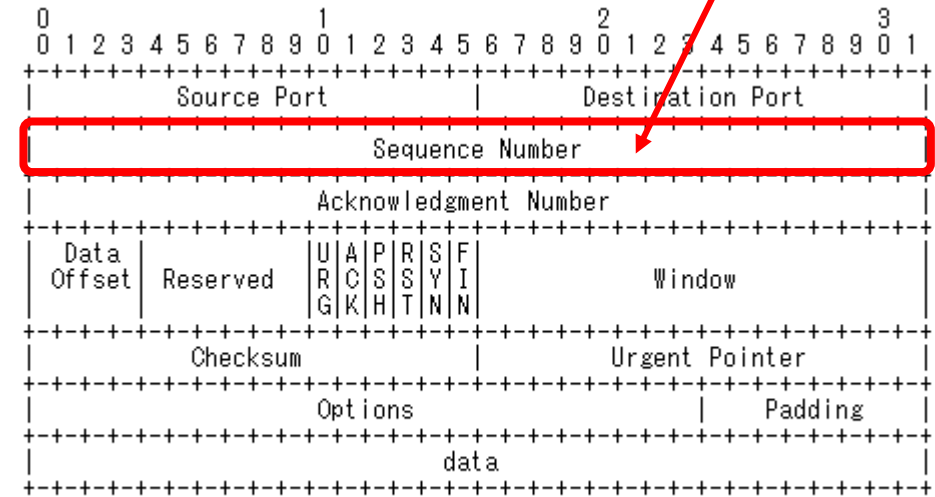 0                   1                   2                   3
0 1 2 3 4 5 6 7 8 9 0 1 2 3 4 5 6 7 8 9 0 1 2 3 4 5 6 7 8 9 0 1
+-+-+-+-+-+-+-+-+-+-+-+-+-+-+-+-+-+-+-+-+-+-+-+-+-+-+-+-+-+-+-+-+
|          Source Port          |       Destination Port        |
+-+-+-+-+-+-+-+-+-+-+-+-+-+-+-+-+-+-+-+-+-+-+-+-+-+-+-+-+-+-+-+-+
|                        Sequence Number                        |
+-+-+-+-+-+-+-+-+-+-+-+-+-+-+-+-+-+-+-+-+-+-+-+-+-+-+-+-+-+-+-+-+
|                    Acknowledgment Number                      |
+-+-+-+-+-+-+-+-+-+-+-+-+-+-+-+-+-+-+-+-+-+-+-+-+-+-+-+-+-+-+-+-+
|  Data |           |U|A|P|R|S|F|                               |
| Offset| Reserved  |R|C|S|S|Y|I|            Window             |
|       |           |G|K|H|T|N|N|                               |
+-+-+-+-+-+-+-+-+-+-+-+-+-+-+-+-+-+-+-+-+-+-+-+-+-+-+-+-+-+-+-+-+
|           Checksum            |         Urgent Pointer        |
+-+-+-+-+-+-+-+-+-+-+-+-+-+-+-+-+-+-+-+-+-+-+-+-+-+-+-+-+-+-+-+-+
|                    Options                    |    Padding    |
+-+-+-+-+-+-+-+-+-+-+-+-+-+-+-+-+-+-+-+-+-+-+-+-+-+-+-+-+-+-+-+-+
|                             data                              |
+-+-+-+-+-+-+-+-+-+-+-+-+-+-+-+-+-+-+-+-+-+-+-+-+-+-+-+-+-+-+-+-+